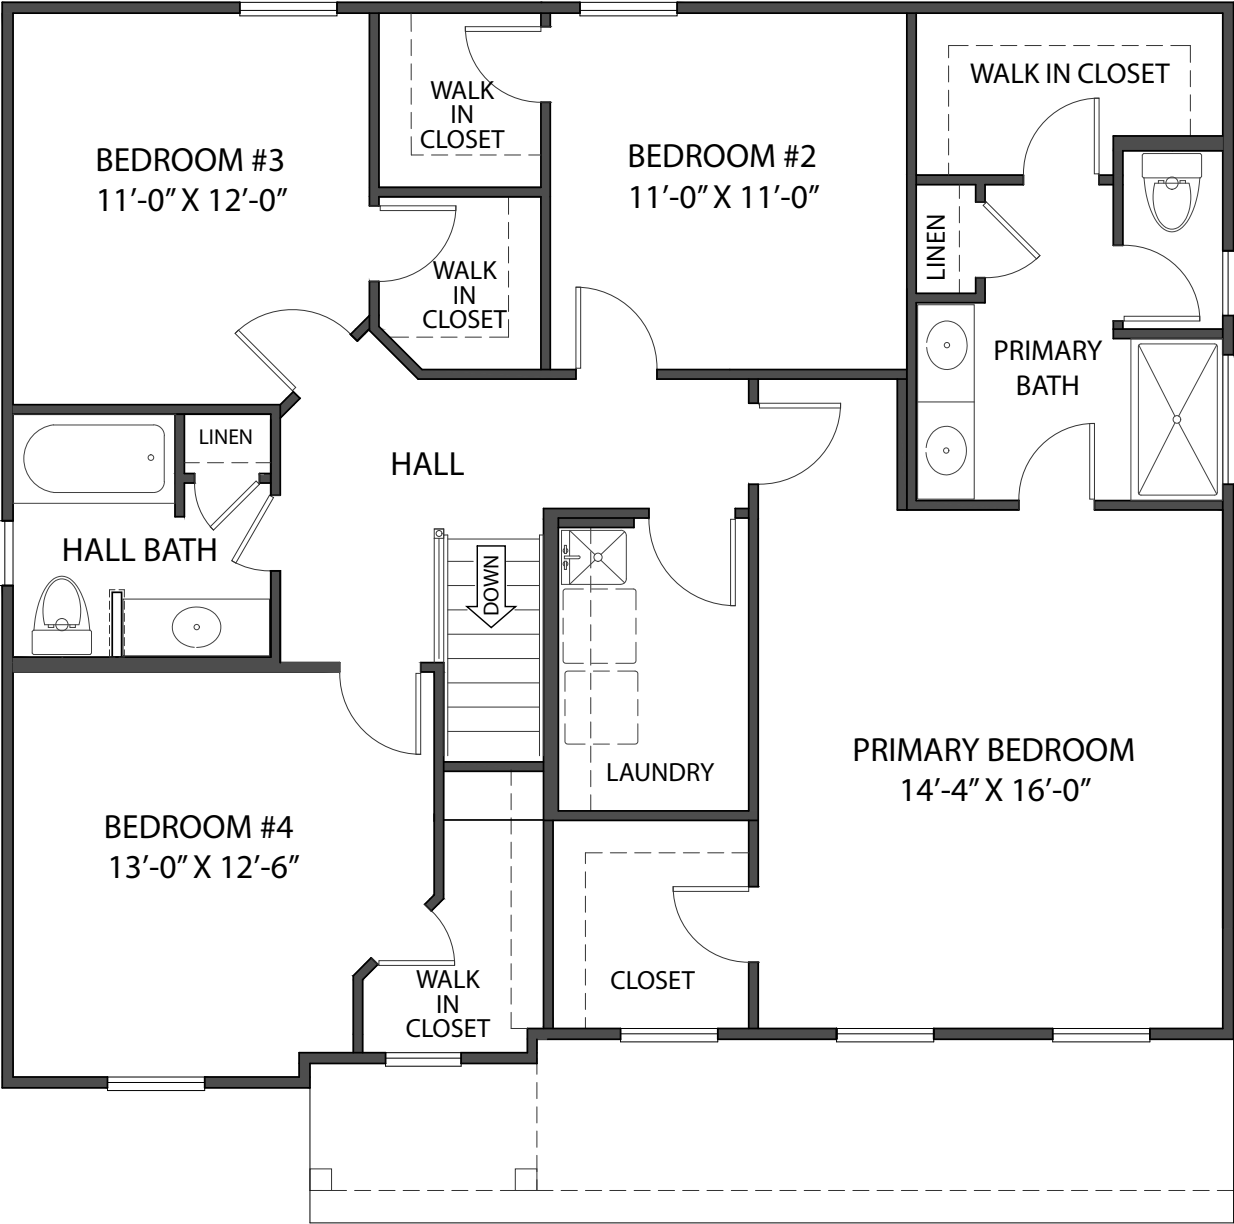 WALK IN CLOSET
WALK
IN
CLOSET
BEDROOM #3
11'-0” X 12'-0”
BEDROOM #2
11'-0” X 11'-0”
LINEN
WALK
IN
CLOSET
PRIMARY
BATH
LINEN
HALL
HALL BATH
DOWN
LAUNDRY
PRIMARY BEDROOM
14'-4” X 16'-0”
BEDROOM #4
13'-0” X 12'-6”
WALK
IN
CLOSET
CLOSET